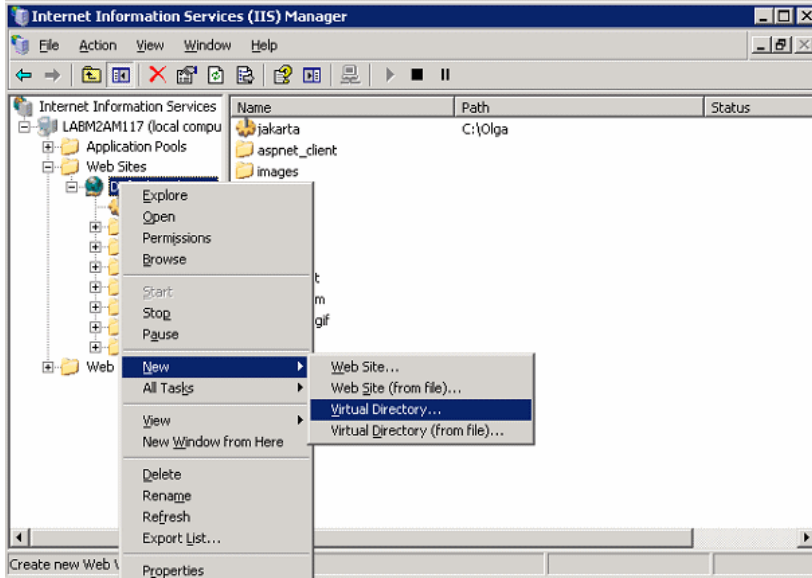 Internet Information Services (IIS) Manager
File Action View Window Help
Internet Information Services
Name Path Status
LABM2AM117 (local compu
jakarta C:\Olga
Application Pools
aspnet_client
Web Sites
images
Explore
Open
Permissions
Browse
Start
Stop
Pause
New
All Tasks
View
New Window from Here
Delete
Rename
Refresh
Export List...
Properties
Web Site...
Web Site (from file)...
Virtual Directory...
Virtual Directory (from file)...
t
m
gif
Web
Create new Web